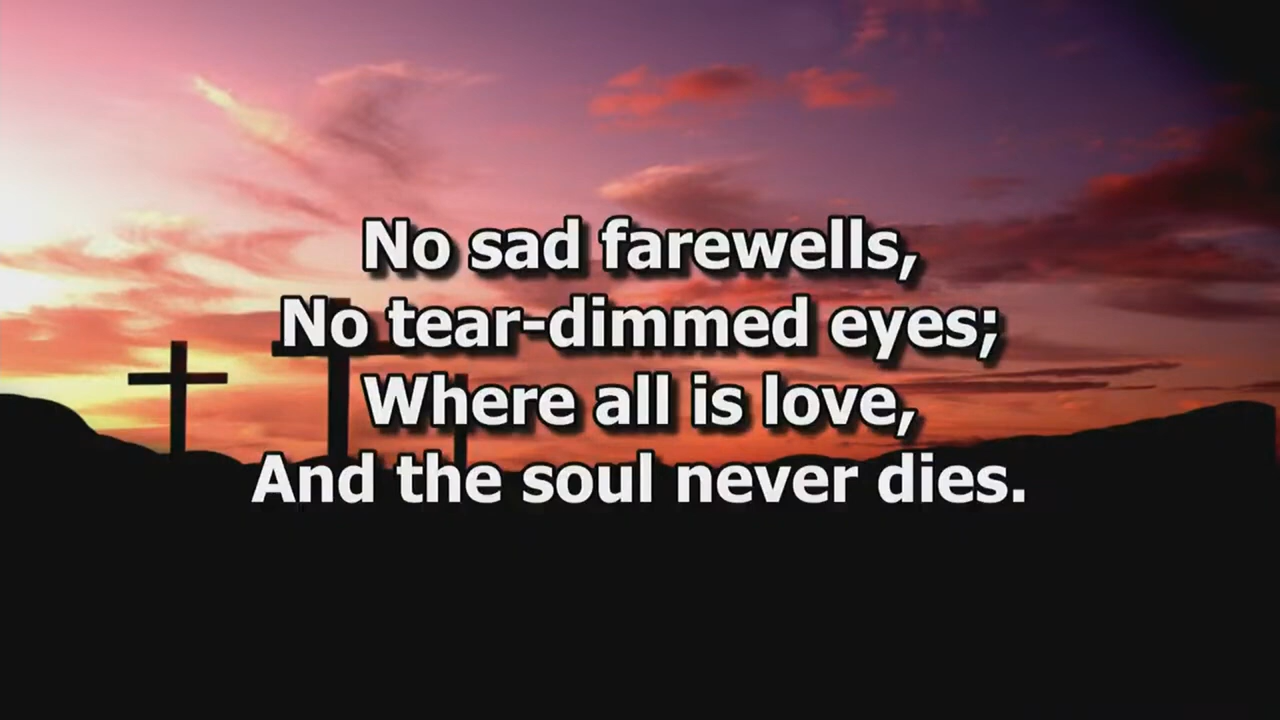 No sad farewells,
No tear-dimmed eyes;
Where all is love,
And the soul never dies.